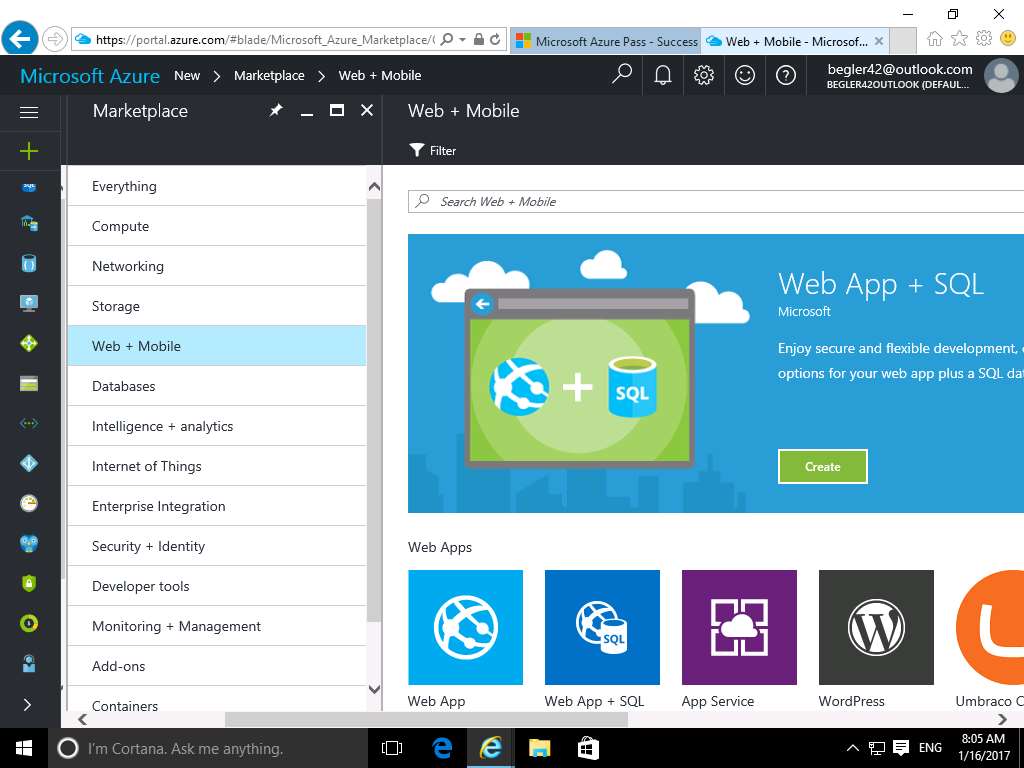 https://portal.azure.com/#blade/Microsoft_Azure_Marketplace/
Microsoft Azure Pass - Success
Web + Mobile - Microsof...
Microsoft Azure
New
Marketplace
Web + Mobile
begler42@outlook.com
BEGLER42OUTLOOK (DEFAUL...
Marketplace
Web + Mobile
Filter
Everything
Compute
Networking
Storage
Web + Mobile
Databases
Intelligence + analytics
Internet of Things
Enterprise Integration
Security + Identity
Developer tools
Monitoring + Management
Add-ons
Containers
Search Web + Mobile
SQL
Web App + SQL
Microsoft
Enjoy secure and flexible development,
options for your web app plus a SQL dat
Create
Web Apps
SQL
Web App
Web App + SQL
App Service
WordPress
Umbraco C
I'm Cortana. Ask me anything.
ENG
8:05 AM
1/16/2017